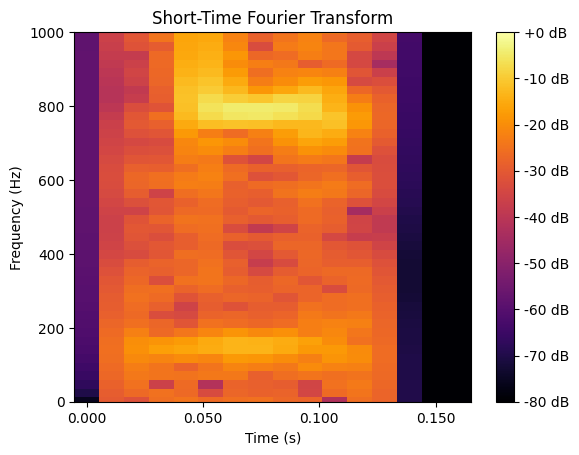 Short-Time Fourier Transform
1000
800
600
400
200
0
Frequency (Hz)
0.000
0.050
0.100
0.150
Time (s)
+0 dB
-10 dB
-20 dB
-30 dB
-40 dB
-50 dB
-60 dB
-70 dB
-80 dB